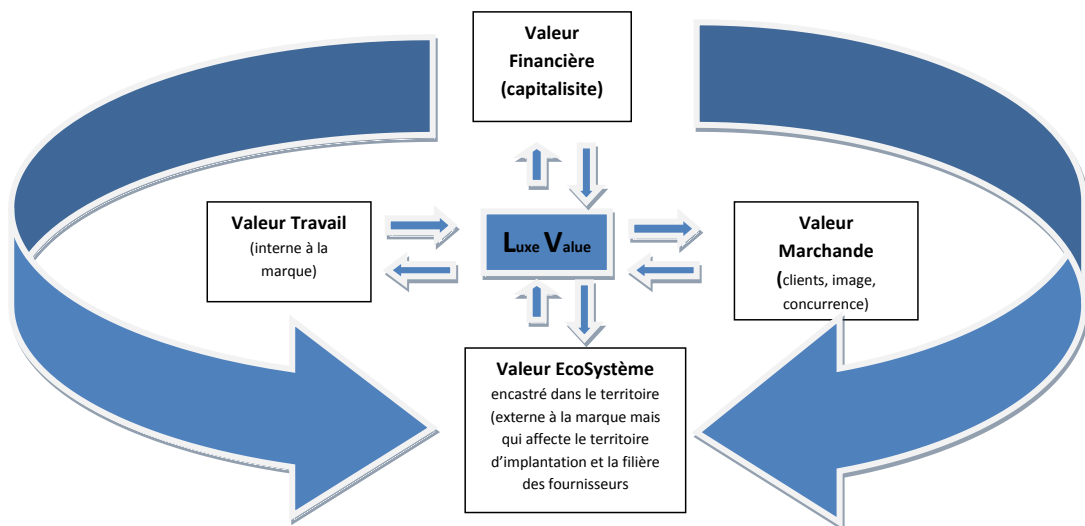 Valeur
Financière
(capitalisite)
Valeur Travail
(interne à la
marque)
Luxe Value
Valeur
Marchande
(clients, image,
concurrence)
Valeur EcoSystème
encastré dans le territoire
(externe à la marque mais
qui affecte le territoire
d’implantation et la filière
des fournisseurs